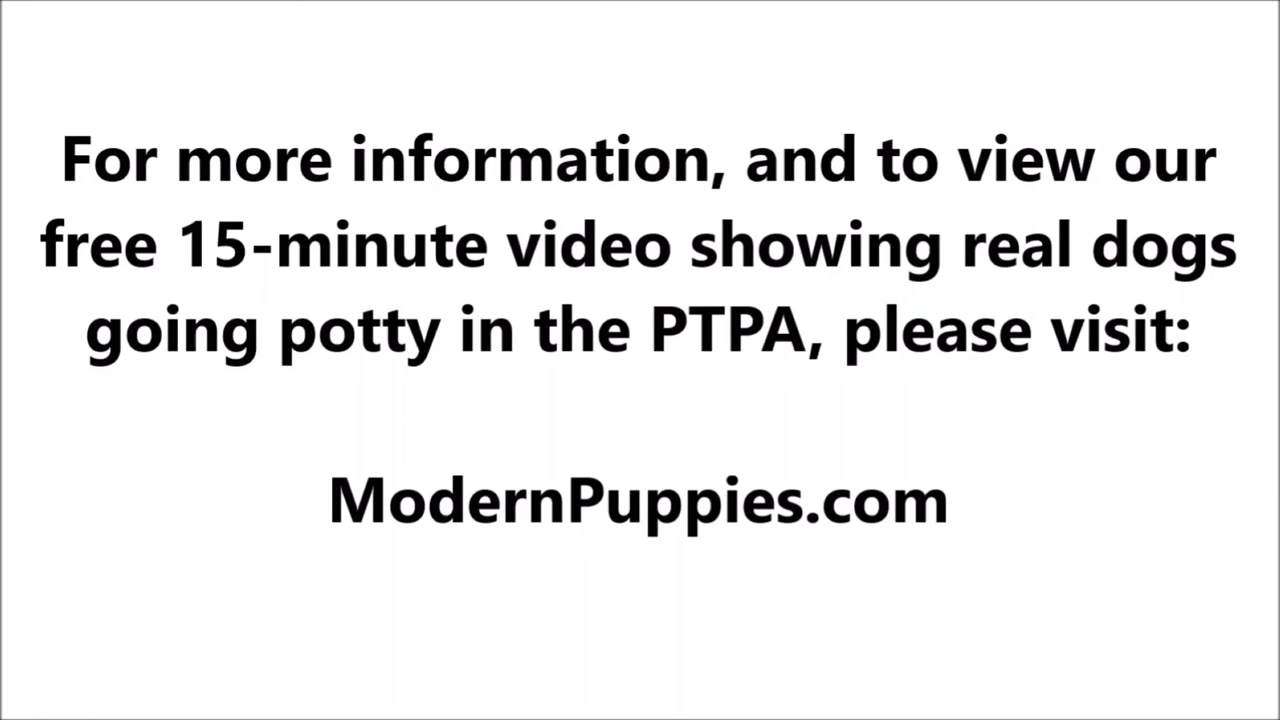 For more information, and to view our
free 15-minute video showing real dogs
going potty in the PTPA, please visit:
ModernPuppies.com